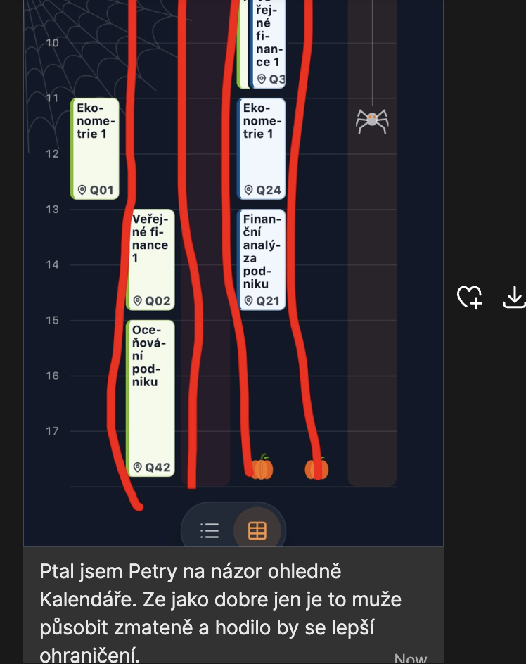 řej-
né
fi-
nan-
ce 1
Q3
10
11
Eko-
nome-
trie 1
Q01
Eko-
nome-
trie 1
Q24
12
13
Veřej-
né fi-
nance
1
Q02
Finan-
ční
analý-
za
pod-
niku
Q21
14
15
Oce-
ňová-
ní
pod-
niku
Q42
16
17
Ptal jsem Petry na názor ohledně
Kalendáře. Ze jako dobre jen je to muže
působit zmateně a hodilo by se lepší
ohraničení.
Now